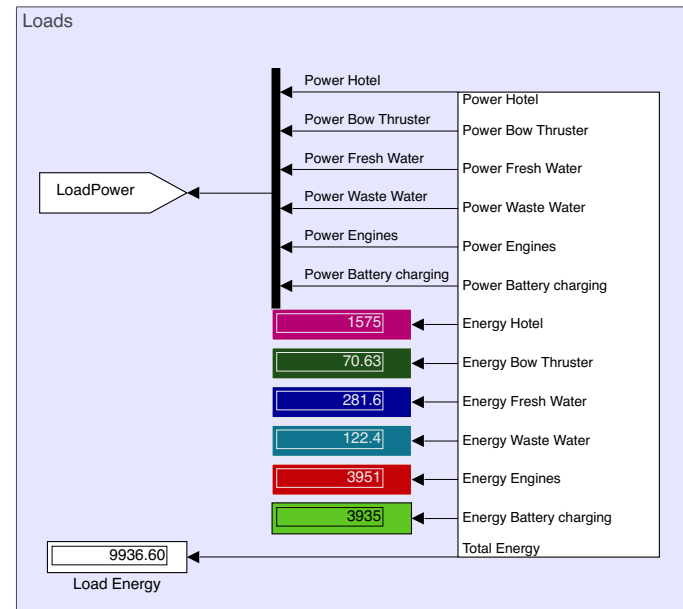 Loads
Power Hotel
Power Hotel
Power Bow Thruster
Power Bow Thruster
Power Fresh Water
Power Fresh Water
LoadPower
Power Waste Water
Power Waste Water
Power Engines
Power Engines
Power Battery charging
Power Battery charging
1575
Energy Hotel
70.63
Energy Bow Thruster
281.6
Energy Fresh Water
122.4
Energy Waste Water
3951
Energy Engines
3935
Energy Battery charging
9936.60
Total Energy
Load Energy